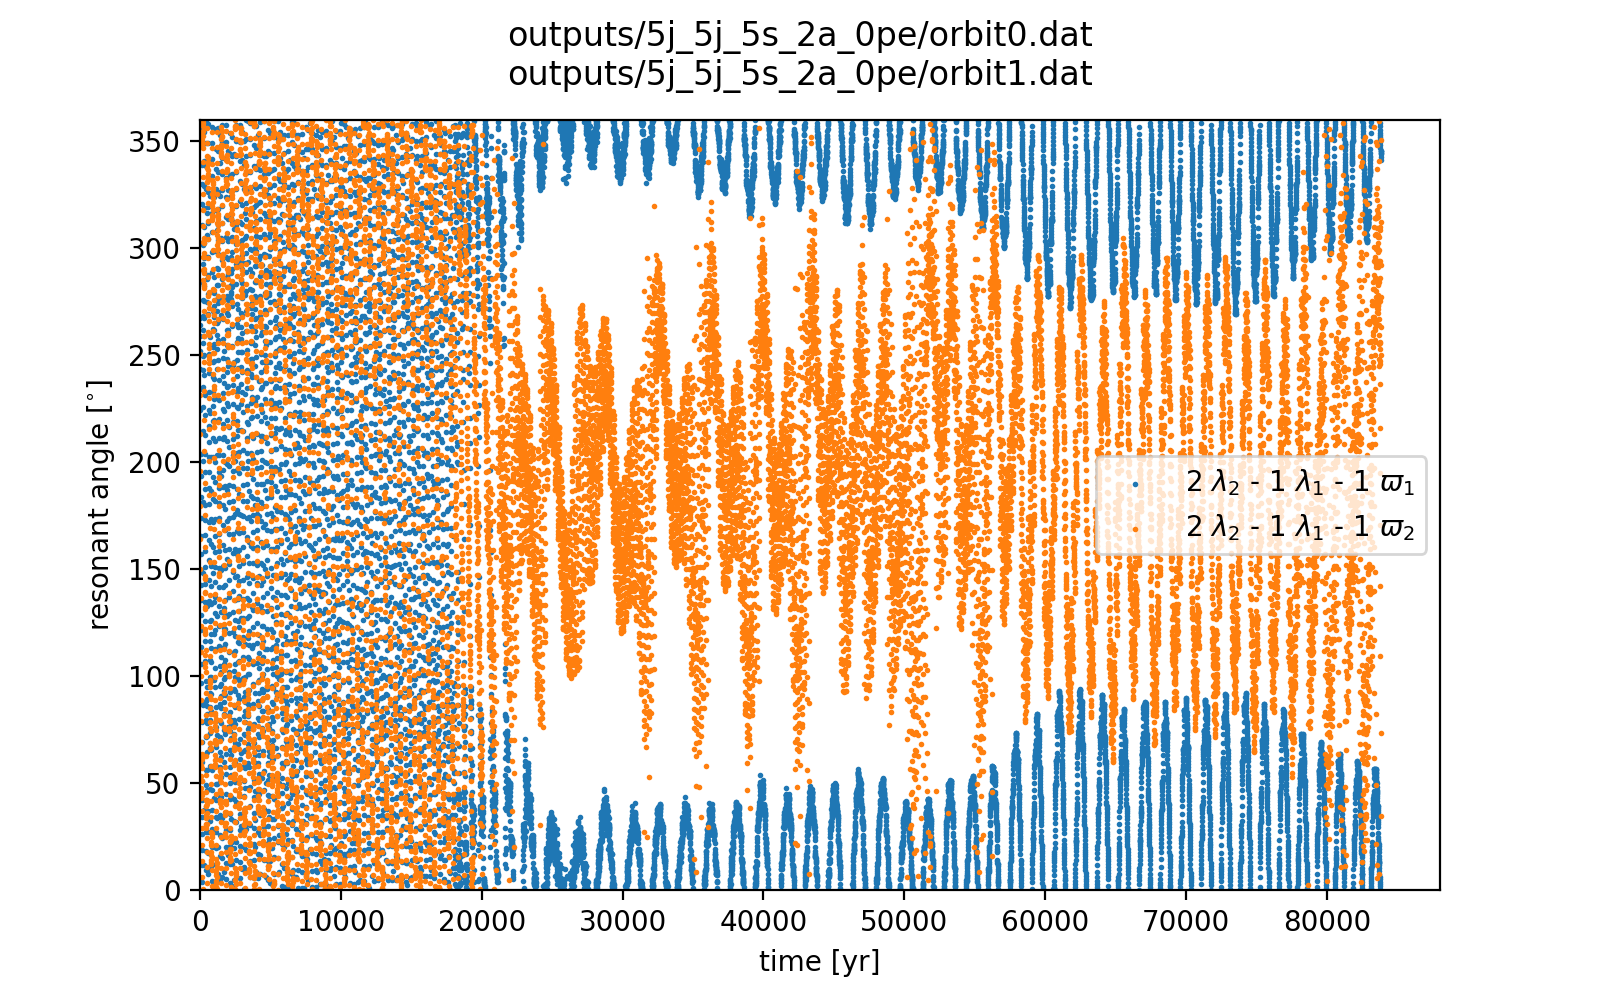 outputs/5j_5j_5s_2a_0pe/orbit0.dat
outputs/5j_5j_5s_2a_0pe/orbit1.dat
350
300
250
200
150
100
50
0
resonant angle [°]
2 λ₂ - 1 λ₁ - 1 ϖ₁
2 λ₂ - 1 λ₁ - 1 ϖ₂
0 10000 20000 30000 40000 50000 60000 70000 80000
time [yr]